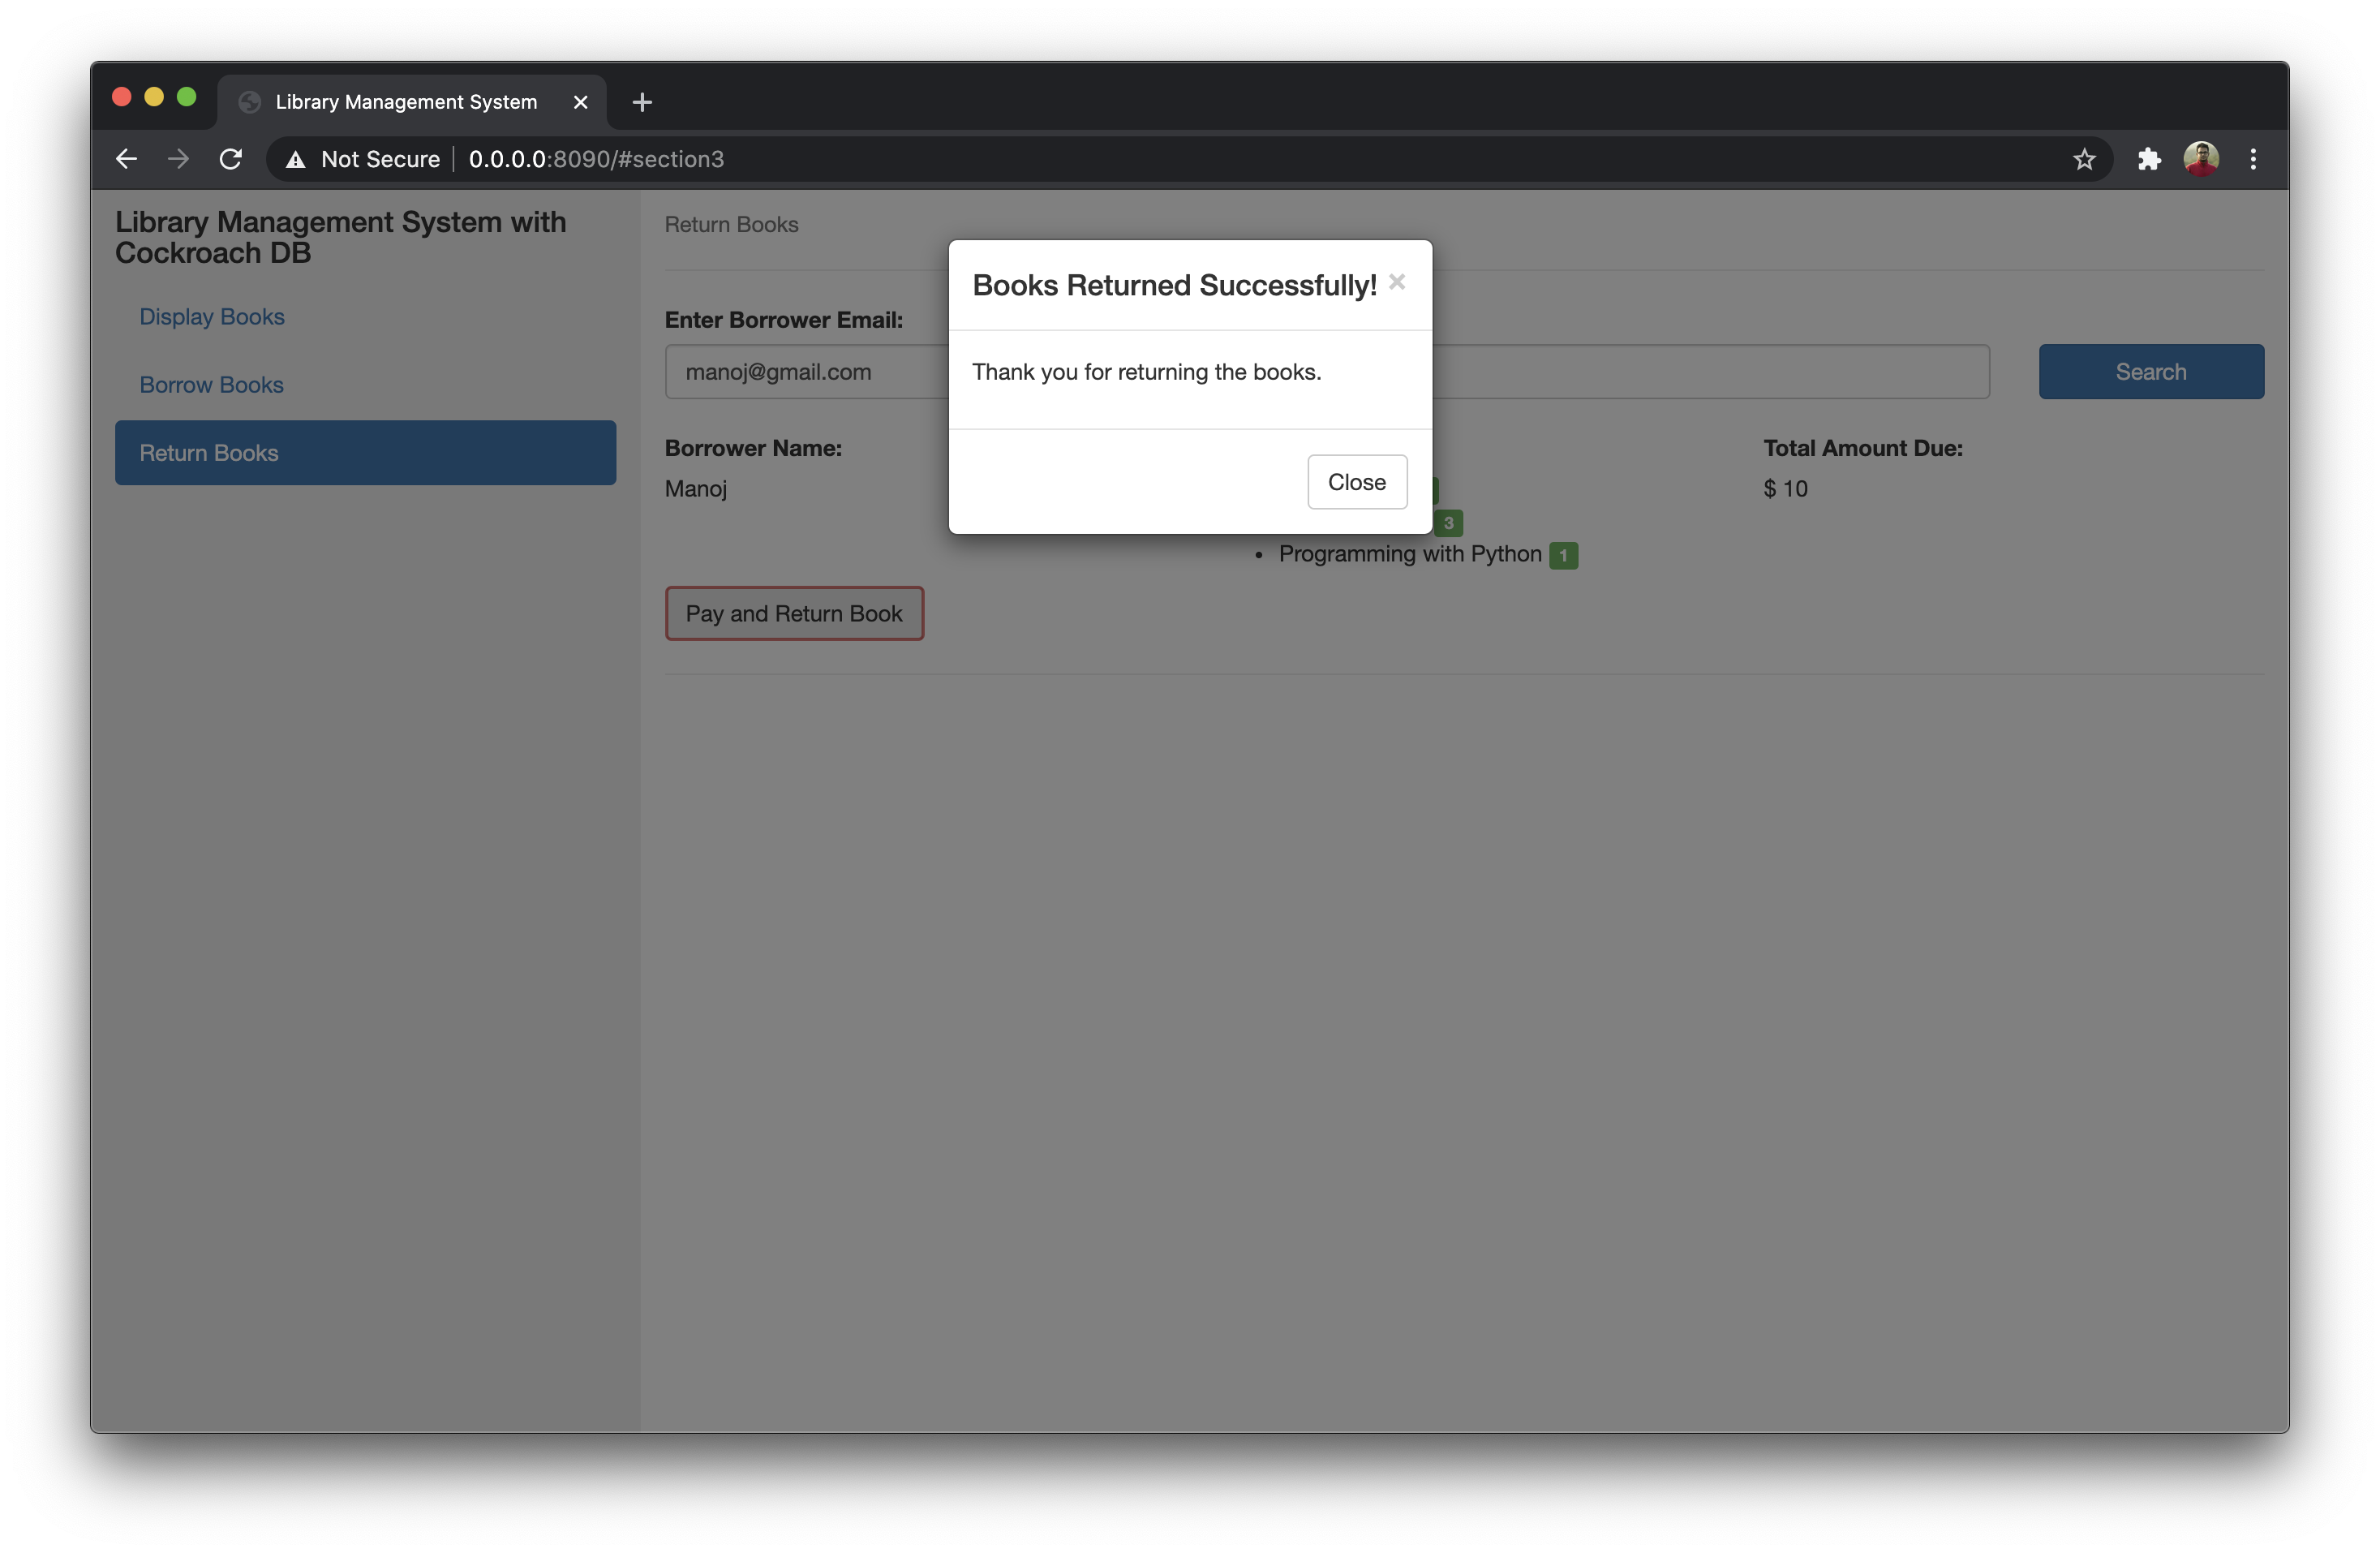 Library Management System
Not Secure
0.0.0.0:8090/#section3
Library Management System with
Cockroach DB
Display Books
Borrow Books
Return Books
Return Books
Enter Borrower Email:
manoj@gmail.com
Search
Borrower Name:
Manoj
Total Amount Due:
$ 10
3
• Programming with Python 1
Pay and Return Book
Books Returned Successfully! ×
Thank you for returning the books.
Close